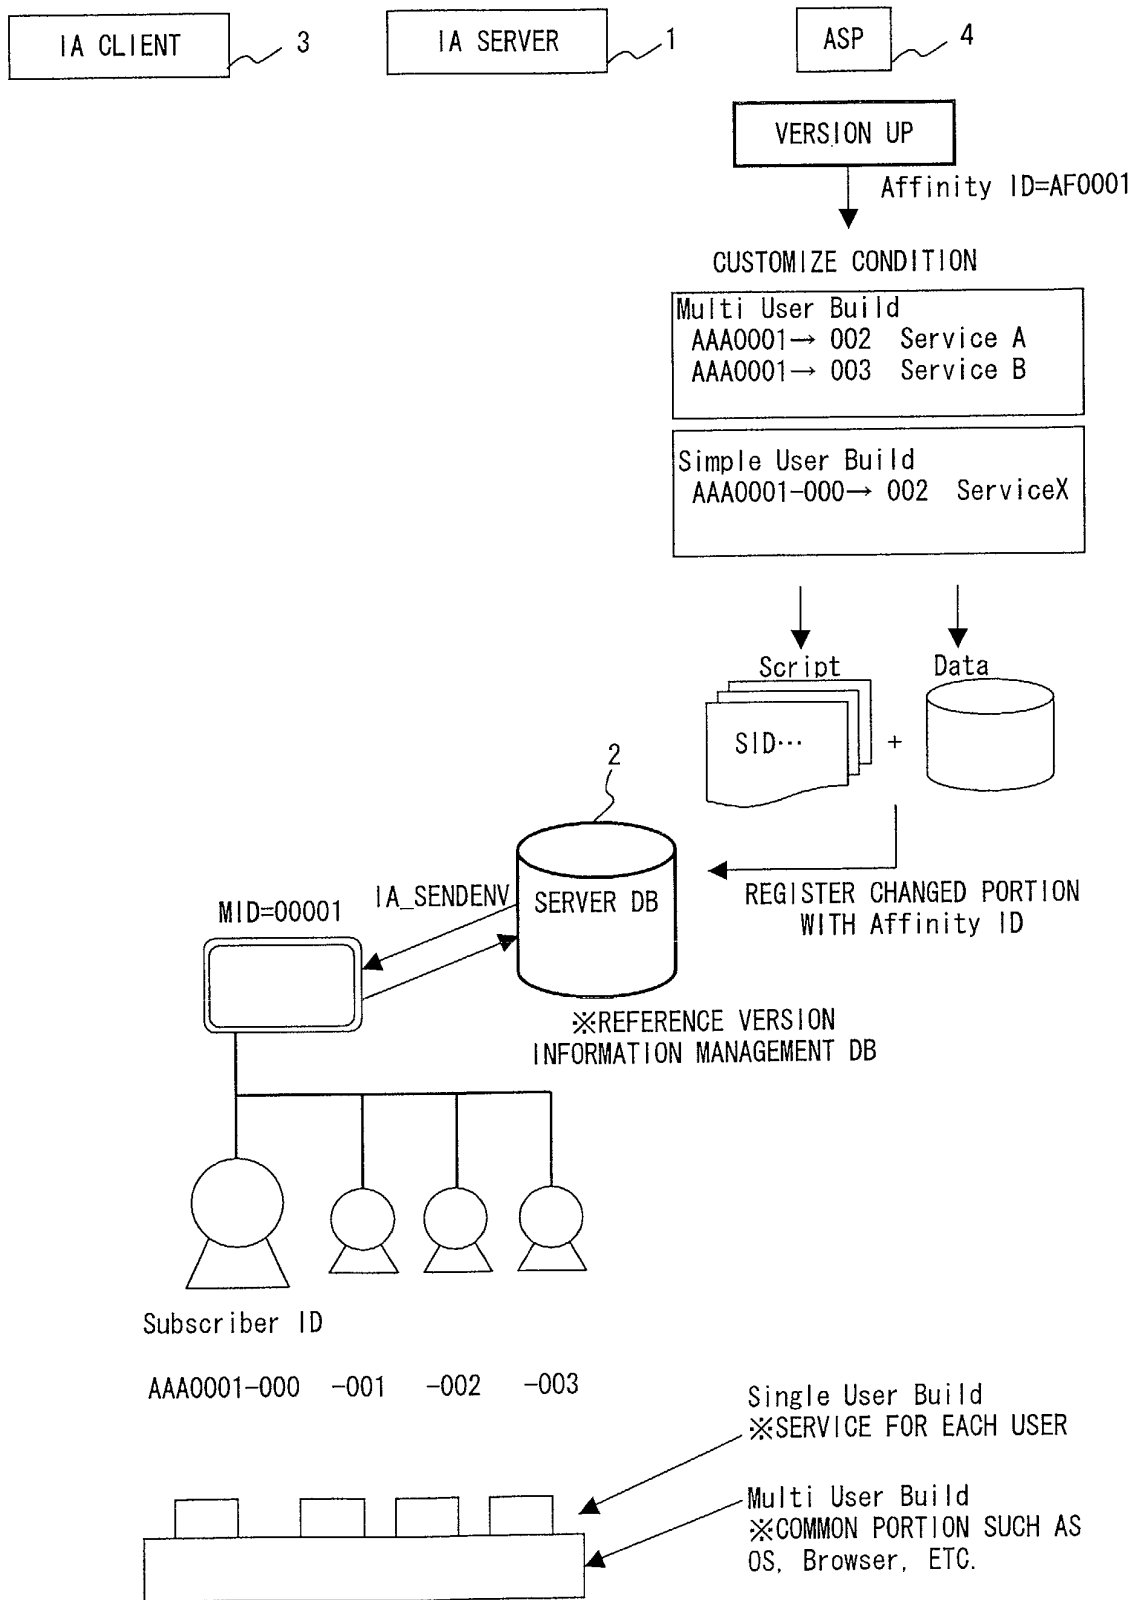 IA CLIENT
3
IA SERVER
1
ASP
4
VERSION UP
Affinity ID=AF0001
CUSTOMIZE CONDITION
Multi User Build
AAA0001→ 002 Service A
AAA0001→ 003 Service B
Simple User Build
AAA0001-000→ 002 ServiceX
Script
Data
SID…
+
2
IA_SENDENV
SERVER DB
REGISTER CHANGED PORTION
WITH Affinity ID
MID=00001
※REFERENCE VERSION
INFORMATION MANAGEMENT DB
Subscriber ID
AAA0001-000 -001 -002 -003
Single User Build
※SERVICE FOR EACH USER
Multi User Build
※COMMON PORTION SUCH AS
OS, Browser, ETC.